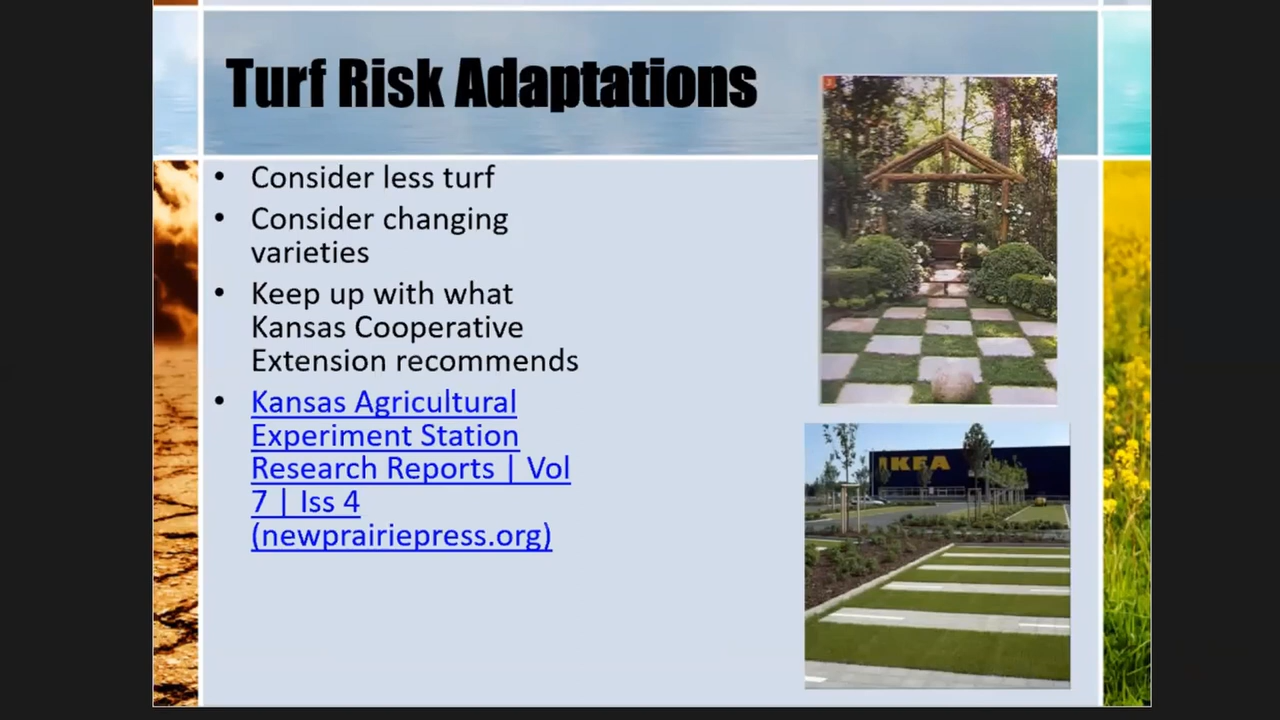 Turf Risk Adaptations
• Consider less turf
• Consider changing
varieties
• Keep up with what
Kansas Cooperative
Extension recommends
• Kansas Agricultural
Experiment Station
Research Reports | Vol
7 | Iss 4
(newprairiepress.org)
IKEA